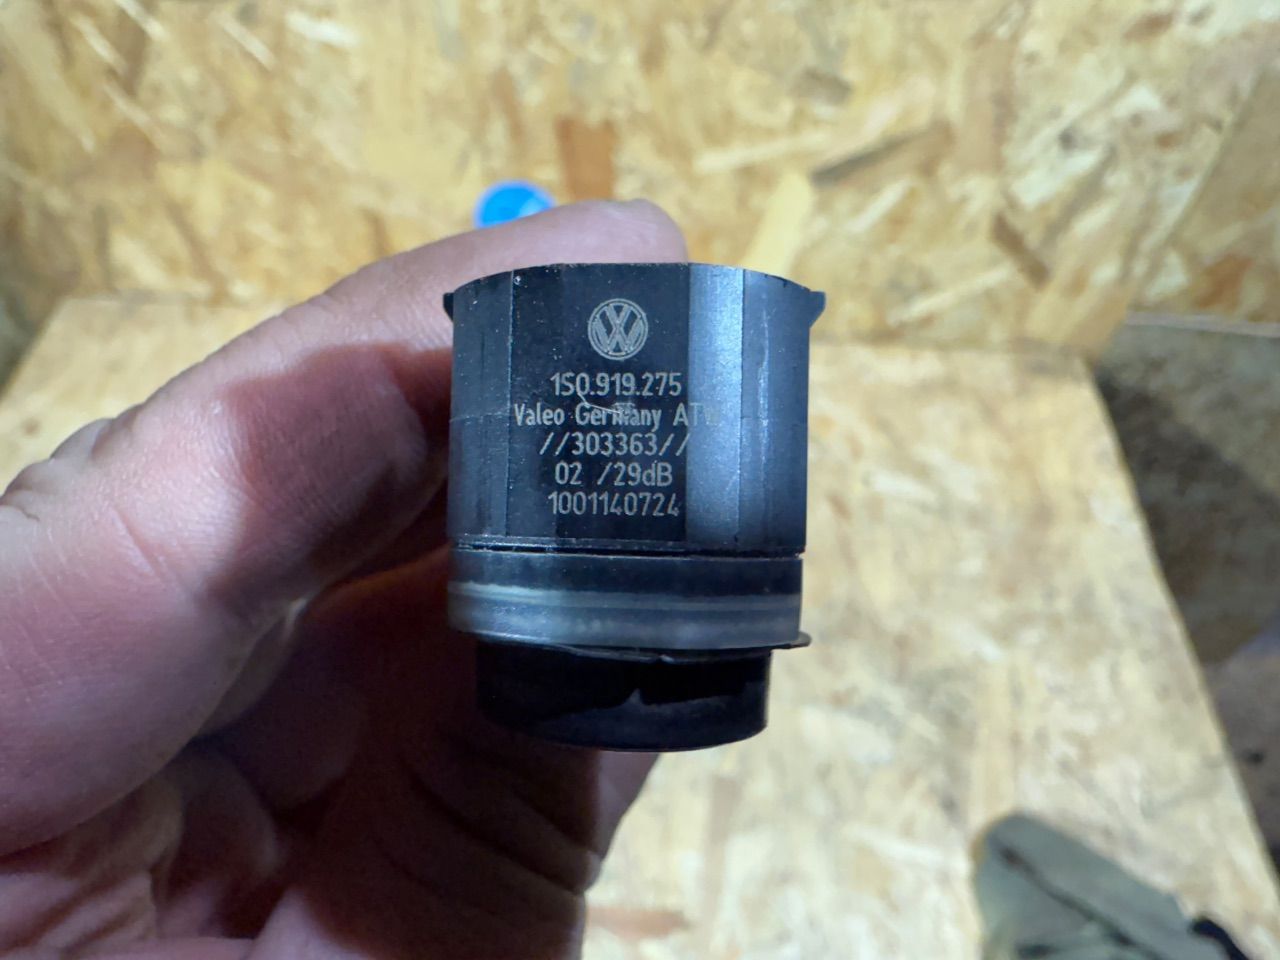 1S0.919.275
Valeo Germany
//303363//
02 /29dB
1001140724